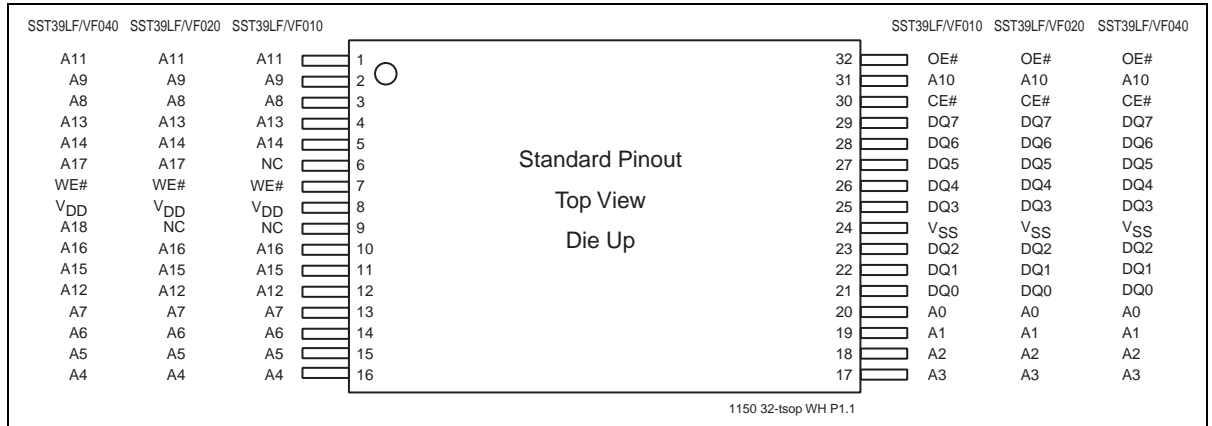 SST39LF/VF040 SST39LF/VF020 SST39LF/VF010 SST39LF/VF010 SST39LF/VF020 SST39LF/VF040
A11 A11 A11 1 32 OE# OE# OE#
A9 A9 A9 2 31 A10 A10 A10
A8 A8 A8 3 30 CE# CE# CE#
A13 A13 A13 4 29 DQ7 DQ7 DQ7
A14 A14 A14 5 28 DQ6 DQ6 DQ6
A17 A17 NC 6 Standard Pinout 27 DQ5 DQ5 DQ5
WE# WE# WE# 7 26 DQ4 DQ4 DQ4
VDD VDD VDD 8 Top View 25 DQ3 DQ3 DQ3
A18 NC NC 9 24 VSS VSS VSS
A16 A16 A16 10 Die Up 23 DQ2 DQ2 DQ2
A15 A15 A15 11 22 DQ1 DQ1 DQ1
A12 A12 A12 12 21 DQ0 DQ0 DQ0
A7 A7 A7 13 20 A0 A0 A0
A6 A6 A6 14 19 A1 A1 A1
A5 A5 A5 15 18 A2 A2 A2
A4 A4 A4 16 17 A3 A3 A3
1150 32-tsop WH P1.1